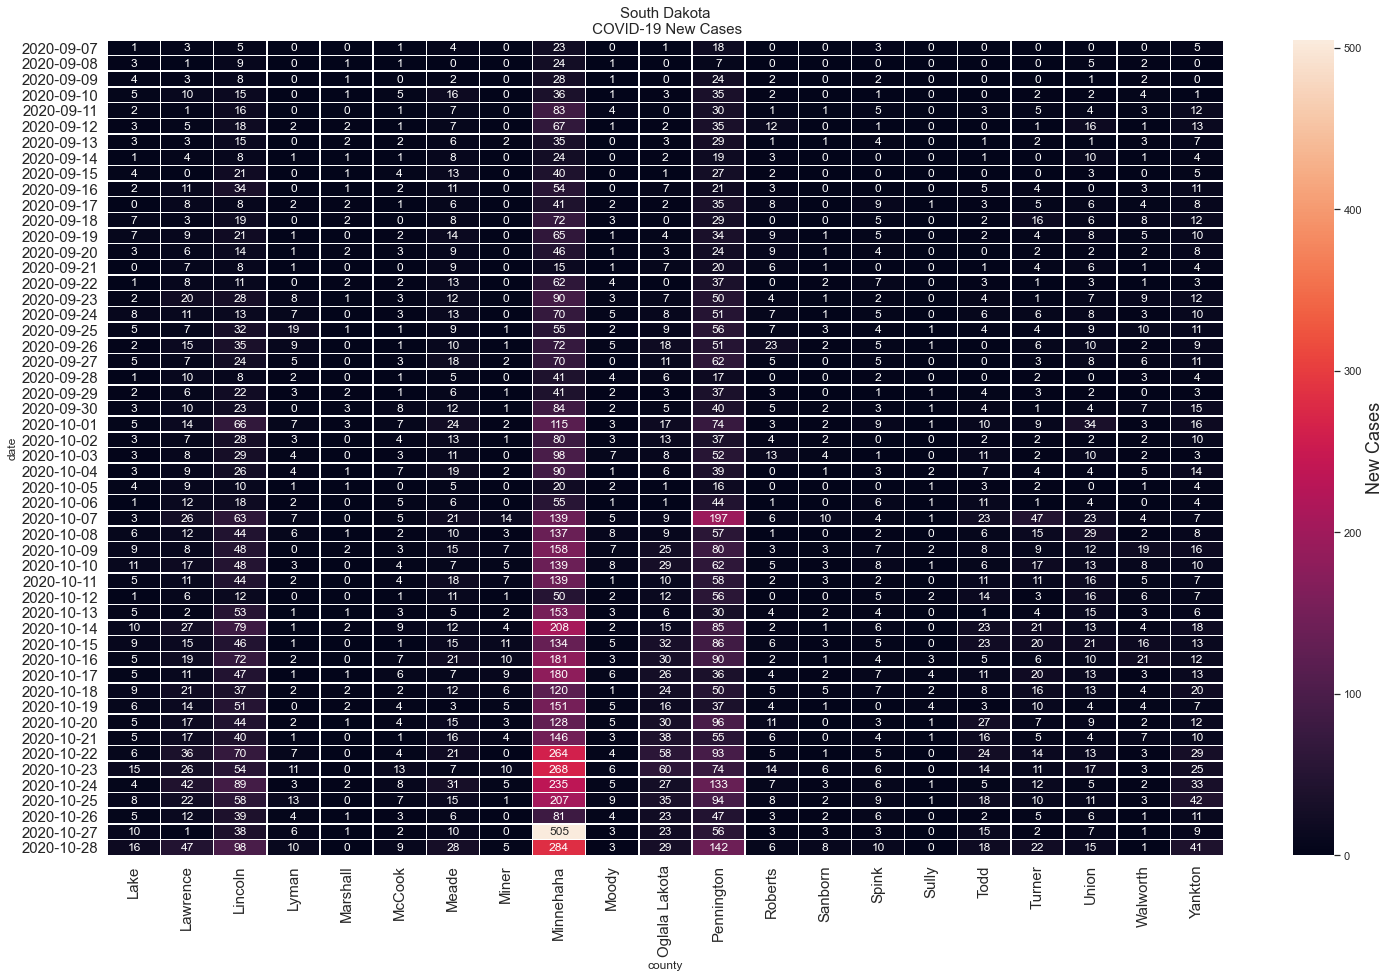 South Dakota
COVID-19 New Cases
2020-09-07 1 3 5 0 0 1 4 0 23 0 1 18 0 0 3 0 0 0 0 0 5
2020-09-08 3 1 9 0 1 1 0 0 24 1 0 7 0 0 0 0 0 0 5 2 0
2020-09-09 4 3 8 0 1 0 2 0 28 1 0 24 2 0 2 0 0 0 1 2 0
2020-09-10 5 10 15 0 1 5 16 0 36 1 3 35 2 0 1 0 0 2 2 4 1
2020-09-11 2 1 16 0 0 1 7 0 83 4 0 30 1 1 5 0 3 5 4 3 12
2020-09-12 3 5 18 2 2 1 7 0 67 1 2 35 12 0 1 0 0 1 16 1 13
2020-09-13 3 3 15 0 2 2 6 2 35 0 3 29 1 1 4 0 1 2 1 3 7
2020-09-14 1 4 8 1 1 1 8 0 24 0 2 19 3 0 0 0 1 0 10 1 4
2020-09-15 4 0 21 0 1 4 13 0 40 0 1 27 2 0 0 0 0 0 3 0 5
2020-09-16 2 11 34 0 1 2 11 0 54 0 7 21 3 0 0 0 5 4 0 3 11
2020-09-17 0 8 8 2 2 1 6 0 41 2 2 35 8 0 9 1 3 5 6 4 8
2020-09-18 7 3 19 0 2 0 8 0 72 3 0 29 0 0 5 0 2 16 6 8 12
2020-09-19 7 9 21 1 0 2 14 0 65 1 4 34 9 1 5 0 2 4 8 5 10
2020-09-20 3 6 14 1 2 3 9 0 46 1 3 24 9 1 4 0 0 2 2 2 8
2020-09-21 0 7 8 1 0 0 9 0 15 1 7 20 6 1 0 0 1 4 6 1 4
2020-09-22 1 8 11 0 2 2 13 0 62 4 0 37 0 2 7 0 3 1 3 1 3
2020-09-23 2 20 28 8 1 3 12 0 90 3 7 50 4 1 2 0 4 1 7 9 12
2020-09-24 8 11 13 7 0 3 13 0 70 5 8 51 7 1 5 0 6 6 8 3 10
2020-09-25 5 7 32 19 1 1 9 1 55 2 9 56 7 3 4 1 4 4 9 10 11
2020-09-26 2 15 35 9 0 1 10 1 72 5 18 51 23 2 5 1 0 6 10 2 9
2020-09-27 5 7 24 5 0 3 18 2 70 0 11 62 5 0 5 0 0 3 8 6 11
2020-09-28 1 10 8 2 0 1 5 0 41 4 6 17 0 0 2 0 0 2 0 3 4
2020-09-29 2 6 22 3 2 1 6 1 41 2 3 37 3 0 1 1 4 3 2 0 3
2020-09-30 3 10 23 0 3 8 12 1 84 2 5 40 5 2 3 1 4 1 4 7 15
2020-10-01 5 14 66 7 3 7 24 2 115 3 17 74 3 2 9 1 10 9 34 3 16
2020-10-02 3 7 28 3 0 4 13 1 80 3 13 37 4 2 0 0 2 2 2 2 10
2020-10-03 3 8 29 4 0 3 11 0 98 7 8 52 13 4 1 0 11 2 10 2 3
2020-10-04 3 9 26 4 1 7 19 2 90 1 6 39 0 1 3 2 7 4 4 5 14
2020-10-05 4 9 10 1 1 0 5 0 20 2 1 16 0 0 0 1 3 2 0 1 4
2020-10-06 1 12 18 2 0 5 6 0 55 1 1 44 0 1 6 1 11 1 4 0 4
2020-10-07 3 26 63 7 0 5 21 14 139 5 9 197 6 10 4 1 23 47 23 4 7
2020-10-08 6 12 44 6 1 2 10 3 137 8 9 57 1 0 2 0 6 15 29 2 8
2020-10-09 9 8 48 0 2 3 15 7 158 7 25 80 3 3 7 2 8 9 12 19 16
2020-10-10 11 17 48 3 0 4 7 5 139 8 29 62 5 3 8 1 6 17 13 8 10
2020-10-11 5 11 44 2 0 4 18 7 139 1 10 58 2 3 2 0 11 11 16 5 7
2020-10-12 1 6 12 0 0 1 11 1 50 2 12 56 0 0 5 2 14 3 16 6 7
2020-10-13 5 2 53 1 1 3 5 2 153 3 6 30 4 2 4 0 1 4 15 3 6
2020-10-14 10 27 79 1 2 9 12 4 208 2 15 85 2 1 6 0 23 21 13 4 18
2020-10-15 9 15 46 1 0 1 15 11 134 5 32 86 6 3 5 0 23 20 21 16 13
2020-10-16 5 19 72 2 0 7 21 10 181 3 30 90 2 1 4 3 5 6 10 21 12
2020-10-17 5 11 47 1 1 6 7 9 180 6 26 36 4 2 7 4 11 20 13 3 13
2020-10-18 9 21 37 2 2 2 12 6 120 1 24 50 5 5 7 2 8 16 13 4 20
2020-10-19 6 14 51 0 2 4 3 5 151 5 16 37 4 1 0 4 3 10 4 4 7
2020-10-20 5 17 44 2 1 4 15 3 128 5 30 96 11 0 3 1 27 7 9 2 12
2020-10-21 5 17 40 1 0 1 16 4 146 3 38 55 6 0 4 1 16 5 4 7 10
2020-10-22 6 36 70 7 0 4 21 0 264 4 58 93 5 1 5 0 24 14 13 3 29
2020-10-23 15 26 54 11 0 13 7 10 268 6 60 74 14 6 6 0 14 11 17 3 25
2020-10-24 4 42 89 3 2 8 31 5 235 5 27 133 7 3 6 1 5 12 5 2 33
2020-10-25 8 22 58 13 0 7 15 1 207 9 35 94 8 2 9 1 18 10 11 3 42
2020-10-26 5 12 39 4 1 3 6 0 81 4 23 47 3 2 6 0 2 5 6 1 11
2020-10-27 10 1 38 6 1 2 10 0 505 3 23 56 3 3 3 0 15 2 7 1 9
2020-10-28 16 47 98 10 0 9 28 5 284 3 29 142 6 8 10 0 18 22 15 1 41
date
Lake Lawrence Lincoln Lyman Marshall McCook Meade Miner Minnehaha Moody Oglala Lakota Pennington Roberts Sanborn Spink Sully Todd Turner Union Walworth Yankton
county
500
400
300
200
100
0
New Cases